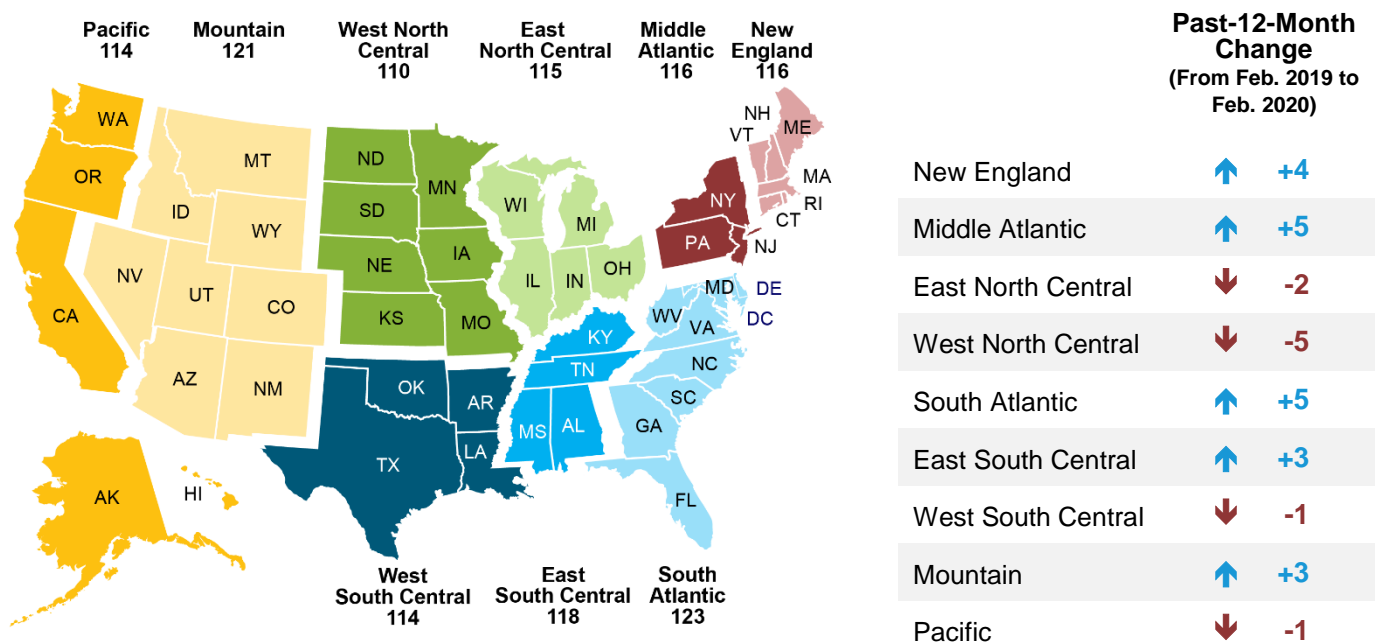 Pacific
114
Mountain
121
West North
Central
110
East
North Central
115
Middle
Atlantic
116
New
England
116
Past-12-Month
Change
(From Feb. 2019 to
Feb. 2020)
WA
OR
CA
AK
HI
MT
ID
WY
NV
UT
CO
AZ
NM
ND
SD
NE
KS
MN
IA
MO
WI
MI
IL
IN
OH
NY
PA
NJ
NH
VT
ME
MA
RI
CT
MD
DE
DC
WV
VA
NC
SC
GA
FL
KY
TN
MS
AL
OK
AR
TX
LA
West
South Central
114
East
South Central
118
South
Atlantic
123
New England +4
Middle Atlantic +5
East North Central -2
West North Central -5
South Atlantic +5
East South Central +3
West South Central -1
Mountain +3
Pacific -1